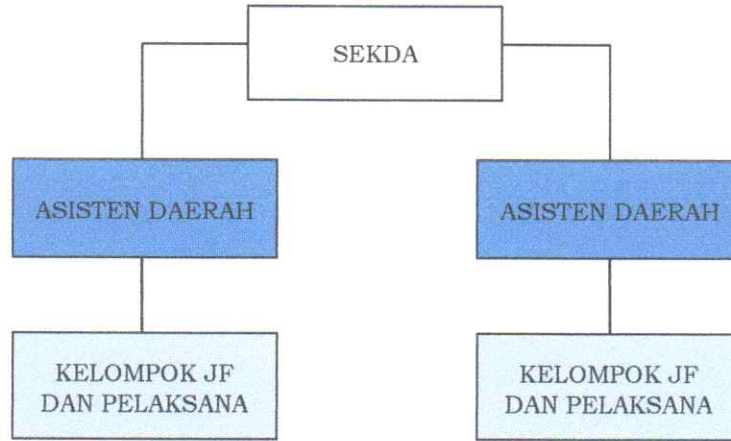 SEKDA
ASISTEN DAERAH
ASISTEN DAERAH
KELOMPOK JF
DAN PELAKSANA
KELOMPOK JF
DAN PELAKSANA